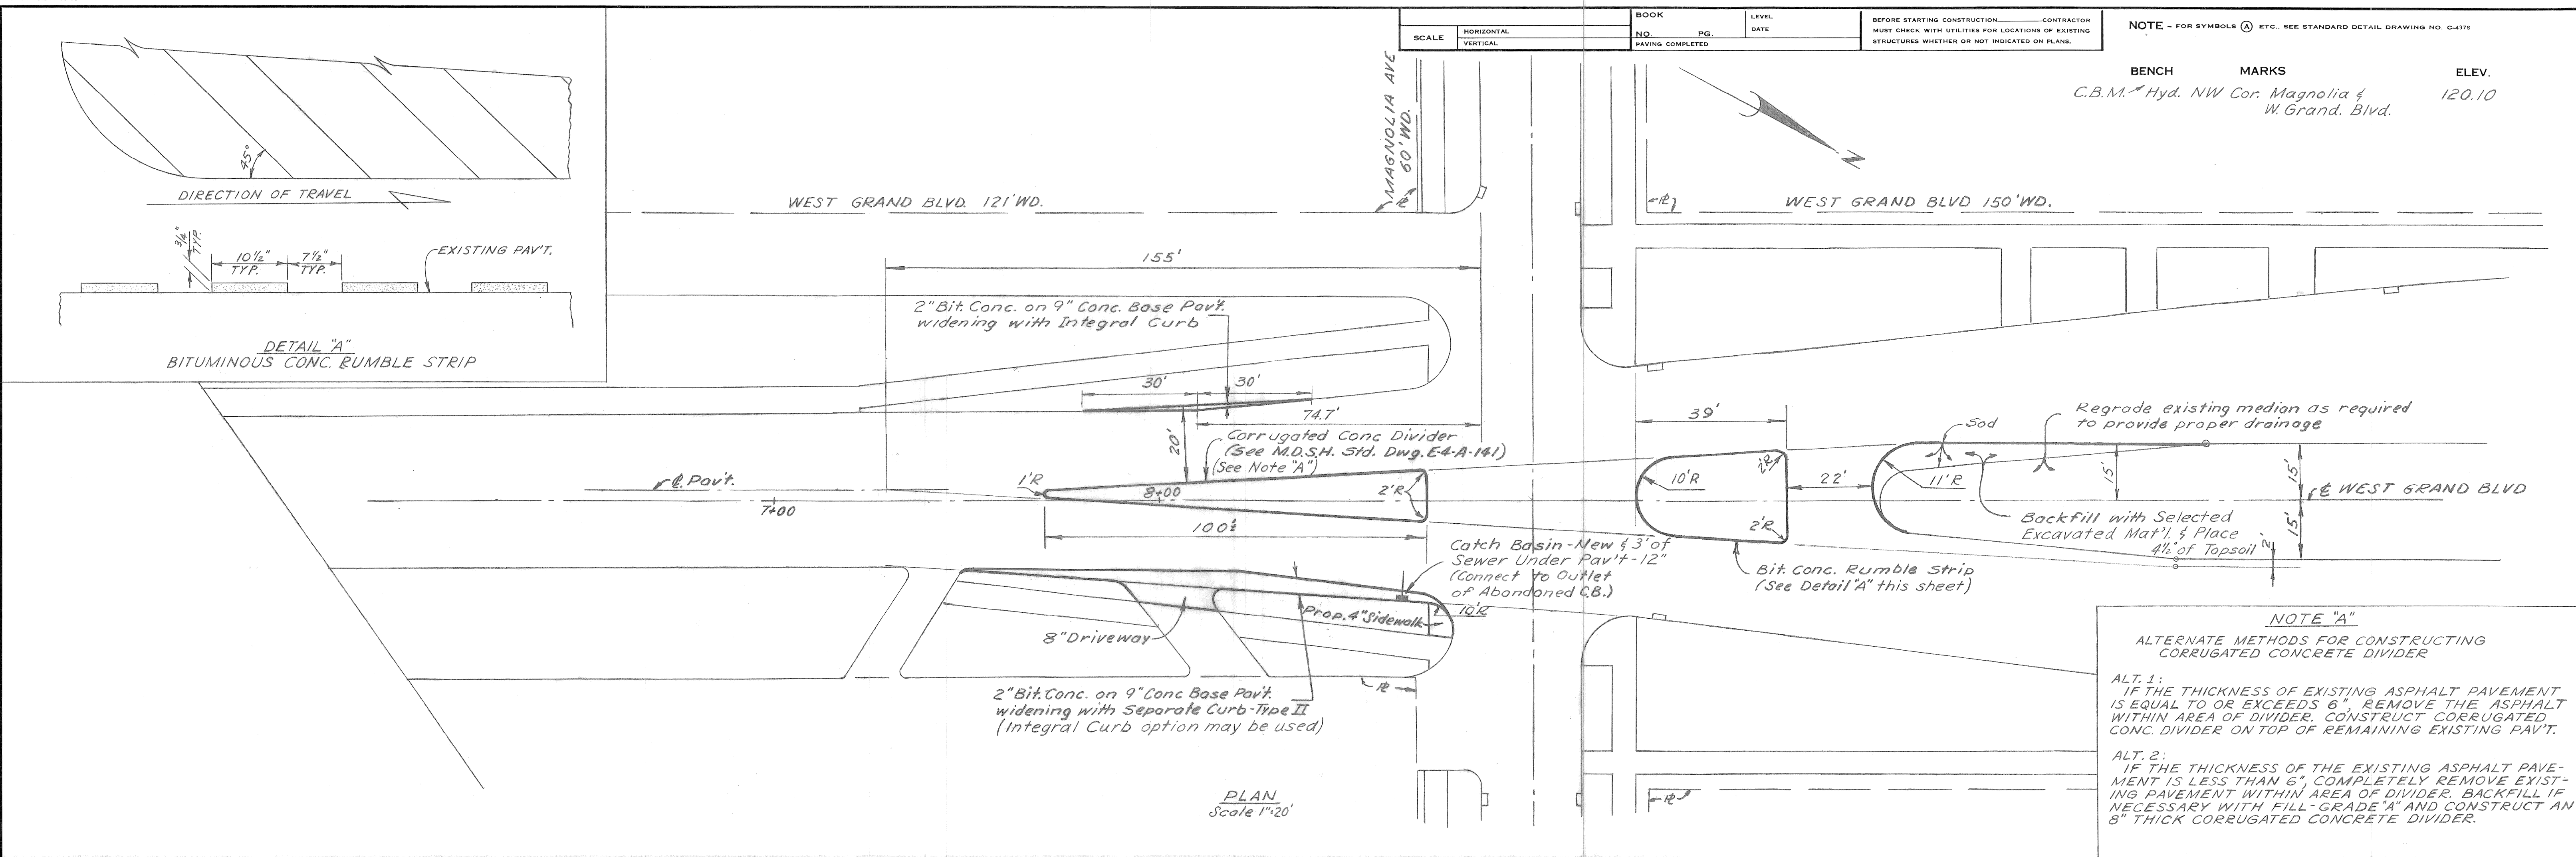 SCALE
HORIZONTAL
VERTICAL
BOOK
NO. PG.
LEVEL
DATE
PAVING COMPLETED
BEFORE STARTING CONSTRUCTION CONTRACTOR
MUST CHECK WITH UTILITIES FOR LOCATIONS OF EXISTING
STRUCTURES WHETHER OR NOT INDICATED ON PLANS.
NOTE - FOR SYMBOLS (A) ETC., SEE STANDARD DETAIL DRAWING NO. C-4375
BENCH MARKS ELEV.
C.B.M. Hyd. NW Cor. Magnolia & 120.10
W. Grand. Blvd.
45°
DIRECTION OF TRAVEL
3/4"
TYP.
10 1/2"
TYP.
7 1/2"
TYP.
EXISTING PAV'T.
DETAIL "A"
BITUMINOUS CONC. RUMBLE STRIP
MAGNOLIA AVE
60' WD.
N
WEST GRAND BLVD. 121' WD.
WEST GRAND BLVD 150' WD.
155'
2" Bit. Conc. on 9" Conc. Base Pav't.
widening with Integral Curb
30'
30'
74.7'
20'
Corrugated Conc Divider
(See M.D.S.H. Std. Dwg. E-4-A-141)
(See Note "A")
℄ Pav't.
7+00
8+00
1'R
2'R
100'±
39'
10'R
2'R
2'R
22'
11'R
Sod
Regrade existing median as required
to provide proper drainage
15'
15'
15'
2'
℄ WEST GRAND BLVD
Backfill with Selected
Excavated Mat'l. & Place
4 1/2" of Topsoil
Bit. Conc. Rumble Strip
(See Detail "A" this sheet)
Catch Basin-New & 3' of
Sewer Under Pav't-12"
(Connect to Outlet
of Abandoned C.B.)
10'R
Prop. 4" Sidewalk
8" Driveway
2" Bit. Conc. on 9" Conc Base Pav't.
widening with Separate Curb-Type II
(Integral Curb option may be used)
PLAN
Scale 1"=20'
NOTE "A"
ALTERNATE METHODS FOR CONSTRUCTING
CORRUGATED CONCRETE DIVIDER
ALT. 1:
IF THE THICKNESS OF EXISTING ASPHALT PAVEMENT
IS EQUAL TO OR EXCEEDS 6", REMOVE THE ASPHALT
WITHIN AREA OF DIVIDER. CONSTRUCT CORRUGATED
CONC. DIVIDER ON TOP OF REMAINING EXISTING PAV'T.
ALT. 2:
IF THE THICKNESS OF THE EXISTING ASPHALT PAVE-
MENT IS LESS THAN 6", COMPLETELY REMOVE EXIST-
ING PAVEMENT WITHIN AREA OF DIVIDER. BACKFILL IF
NECESSARY WITH FILL-GRADE "A" AND CONSTRUCT AN
8" THICK CORRUGATED CONCRETE DIVIDER.